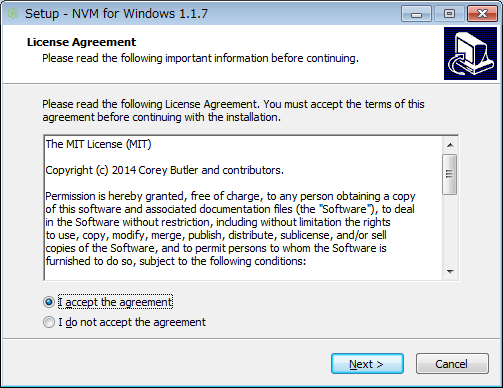 Setup - NVM for Windows 1.1.7
License Agreement
Please read the following important information before continuing.
Please read the following License Agreement. You must accept the terms of this
agreement before continuing with the installation.
The MIT License (MIT)
Copyright (c) 2014 Corey Butler and contributors.
Permission is hereby granted, free of charge, to any person obtaining a copy
of this software and associated documentation files (the "Software"), to deal
in the Software without restriction, including without limitation the rights
to use, copy, modify, merge, publish, distribute, sublicense, and/or sell
copies of the Software, and to permit persons to whom the Software is
furnished to do so, subject to the following conditions:
I accept the agreement
I do not accept the agreement
Next >
Cancel